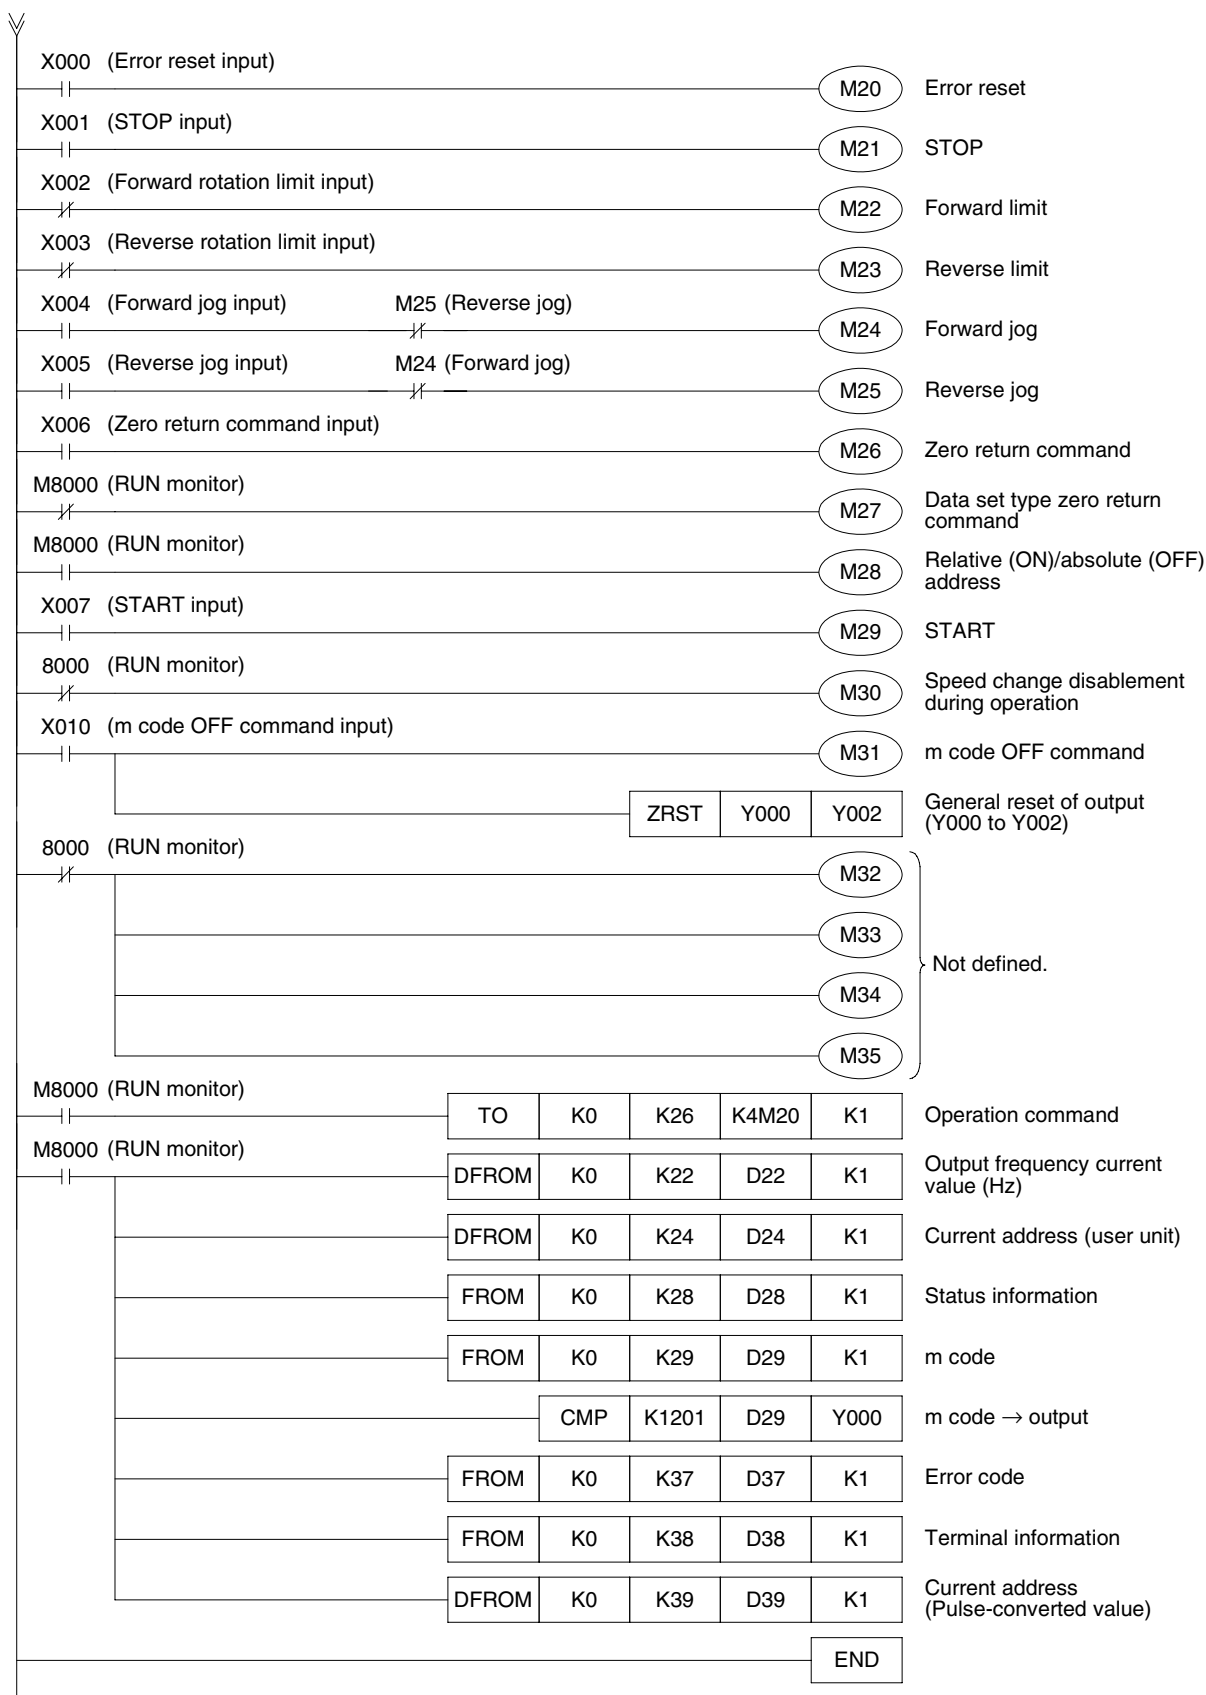 X000 (Error reset input)
M20 Error reset
X001 (STOP input)
M21 STOP
X002 (Forward rotation limit input)
M22 Forward limit
X003 (Reverse rotation limit input)
M23 Reverse limit
X004 (Forward jog input) M25 (Reverse jog)
M24 Forward jog
X005 (Reverse jog input) M24 (Forward jog)
M25 Reverse jog
X006 (Zero return command input)
M26 Zero return command
M8000 (RUN monitor)
M27 Data set type zero return
command
M8000 (RUN monitor)
M28 Relative (ON)/absolute (OFF)
address
X007 (START input)
M29 START
8000 (RUN monitor)
M30 Speed change disablement
during operation
X010 (m code OFF command input)
M31 m code OFF command
ZRST Y000 Y002 General reset of output
(Y000 to Y002)
8000 (RUN monitor)
M32
M33
Not defined.
M34
M35
M8000 (RUN monitor)
TO K0 K26 K4M20 K1 Operation command
M8000 (RUN monitor)
DFROM K0 K22 D22 K1 Output frequency current
value (Hz)
DFROM K0 K24 D24 K1 Current address (user unit)
FROM K0 K28 D28 K1 Status information
FROM K0 K29 D29 K1 m code
CMP K1201 D29 Y000 m code → output
FROM K0 K37 D37 K1 Error code
FROM K0 K38 D38 K1 Terminal information
DFROM K0 K39 D39 K1 Current address
(Pulse-converted value)
END